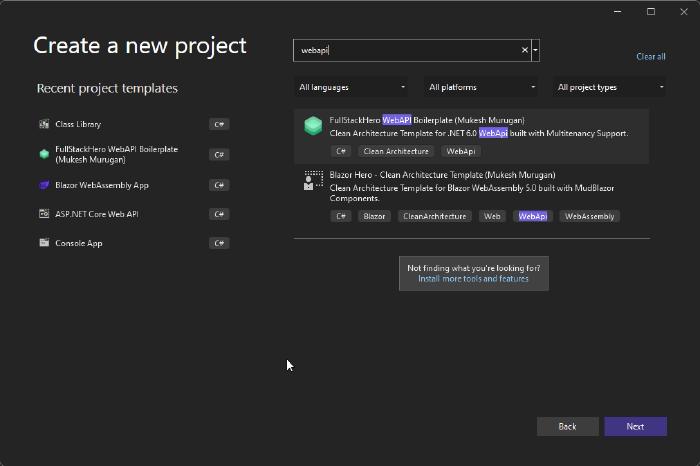 Create a new project
Recent project templates
Class Library
C#
FullStackHero WebAPI Boilerplate
(Mukesh Murugan)
C#
Blazor WebAssembly App
C#
ASP.NET Core Web API
C#
Console App
C#
webapi
Clear all
All languages
All platforms
All project types
FullStackHero WebAPI Boilerplate (Mukesh Murugan)
Clean Architecture Template for .NET 6.0 WebApi built with Multitenancy Support.
C#
Clean Architecture
WebApi
Blazor Hero - Clean Architecture Template (Mukesh Murugan)
Clean Architecture Template for Blazor WebAssembly 5.0 built with MudBlazor
Components.
C#
Blazor
CleanArchitecture
Web
WebApi
WebAssembly
Not finding what you're looking for?
Install more tools and features
Back
Next